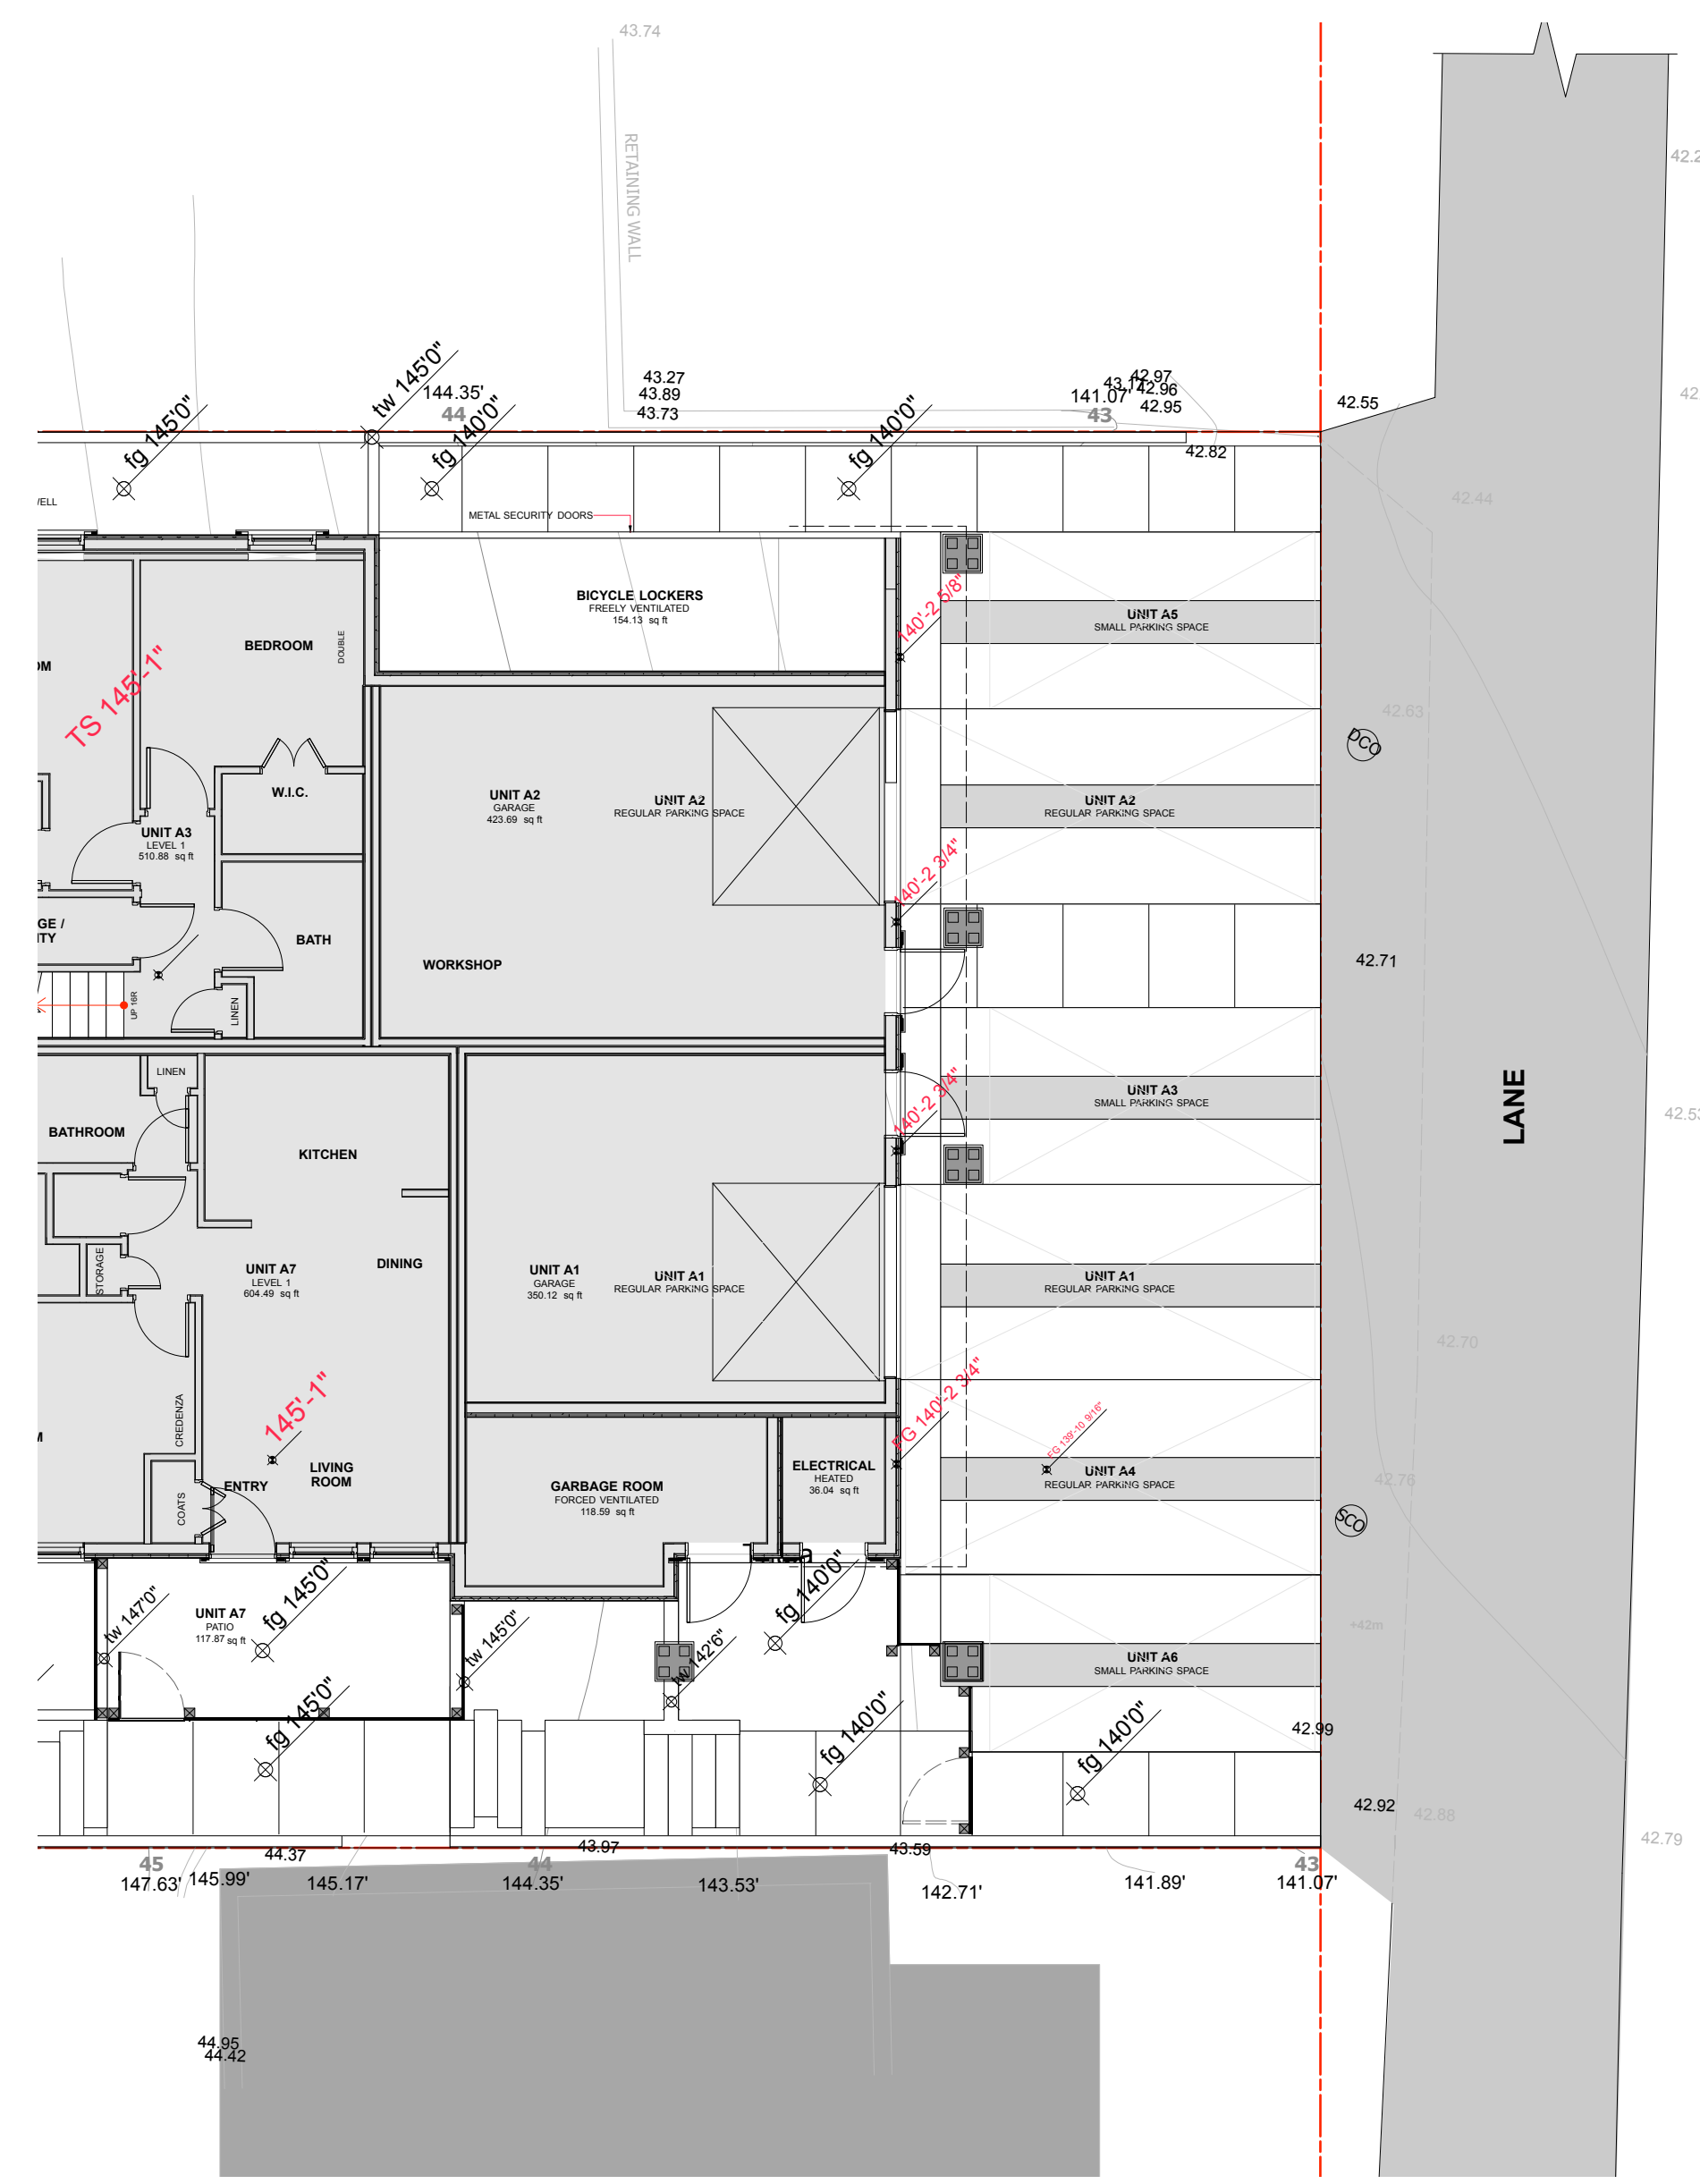 43.74
RETAINING WALL
42.55
43.27
43.89
43.73
144.35'
44
tw 145'0"
fg 145'0"
fg 140'0"
fg 140'0"
42.97
42.96
42.95
141.07'
43
42.82
42.44
METAL SECURITY DOORS
BICYCLE LOCKERS
FREELY VENTILATED
154.13 sq ft
140'-2 5/8"
UNIT A5
SMALL PARKING SPACE
BEDROOM
DOUBLE
TS 145'-1"
W.I.C.
UNIT A3
LEVEL 1
510.88 sq ft
42.63
DCO
UNIT A2
GARAGE
423.69 sq ft
UNIT A2
REGULAR PARKING SPACE
UNIT A2
REGULAR PARKING SPACE
140'-2 3/4"
BATH
WORKSHOP
LINEN
UP 16R
42.71
LANE
LINEN
BATHROOM
KITCHEN
140'-2 3/4"
UNIT A3
SMALL PARKING SPACE
42.53
STORAGE
UNIT A7
LEVEL 1
604.49 sq ft
DINING
UNIT A1
GARAGE
350.12 sq ft
UNIT A1
REGULAR PARKING SPACE
UNIT A1
REGULAR PARKING SPACE
42.70
145'-1"
CREDENZA
LIVING
ROOM
ENTRY
COATS
GARBAGE ROOM
FORCED VENTILATED
118.59 sq ft
ELECTRICAL
HEATED
36.04 sq ft
FG 140'-2 3/4"
FG 139'-10 9/16"
UNIT A4
REGULAR PARKING SPACE
42.76
SCO
tw 147'0"
UNIT A7
PATIO
117.87 sq ft
fg 145'0"
tw 145'0"
tw 142'6"
fg 140'0"
+42m
UNIT A6
SMALL PARKING SPACE
fg 145'0"
fg 140'0"
fg 140'0"
42.99
42.92
42.88
42.79
45
44.37
43.97
44
43.59
43
147.63'
145.99'
145.17'
144.35'
143.53'
142.71'
141.89'
141.07'
44.95
44.42